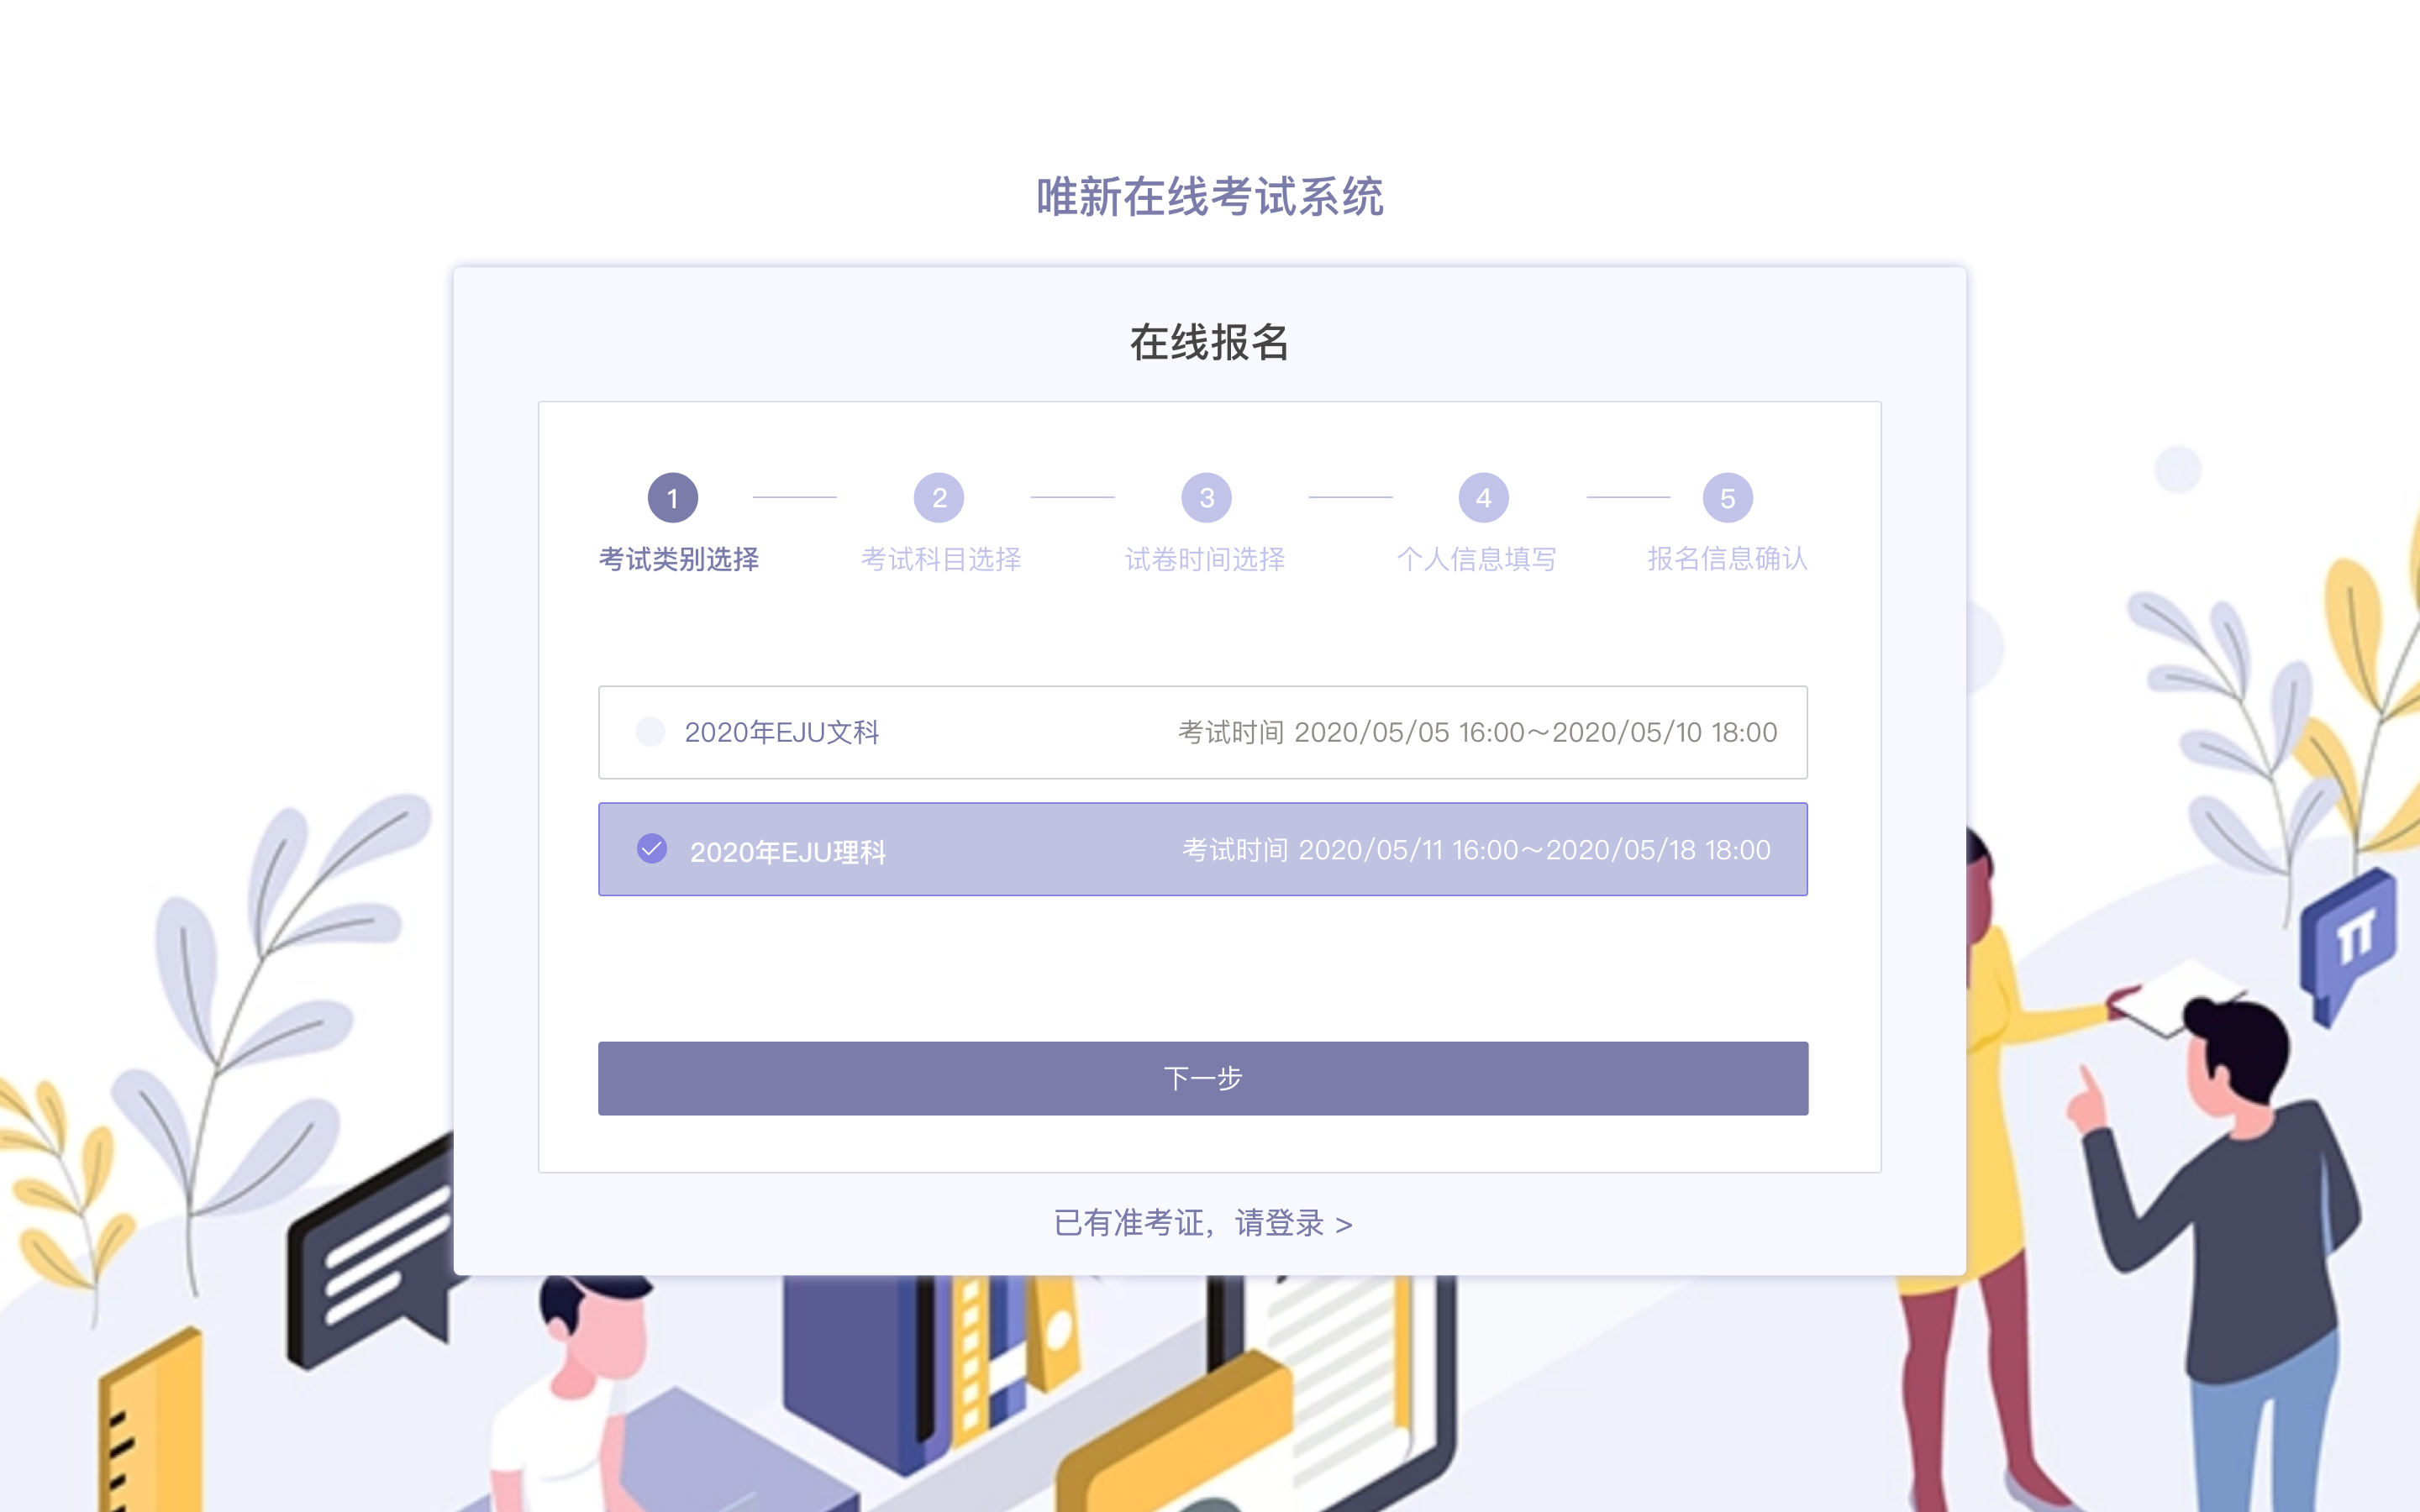 唯新在线考试系统
在线报名
1 2 3 4 5
考试类别选择 考试科目选择 试卷时间选择 个人信息填写 报名信息确认
2020年EJU文科 考试时间 2020/05/05 16:00～2020/05/10 18:00
2020年EJU理科 考试时间 2020/05/11 16:00～2020/05/18 18:00
下一步
已有准考证，请登录 >